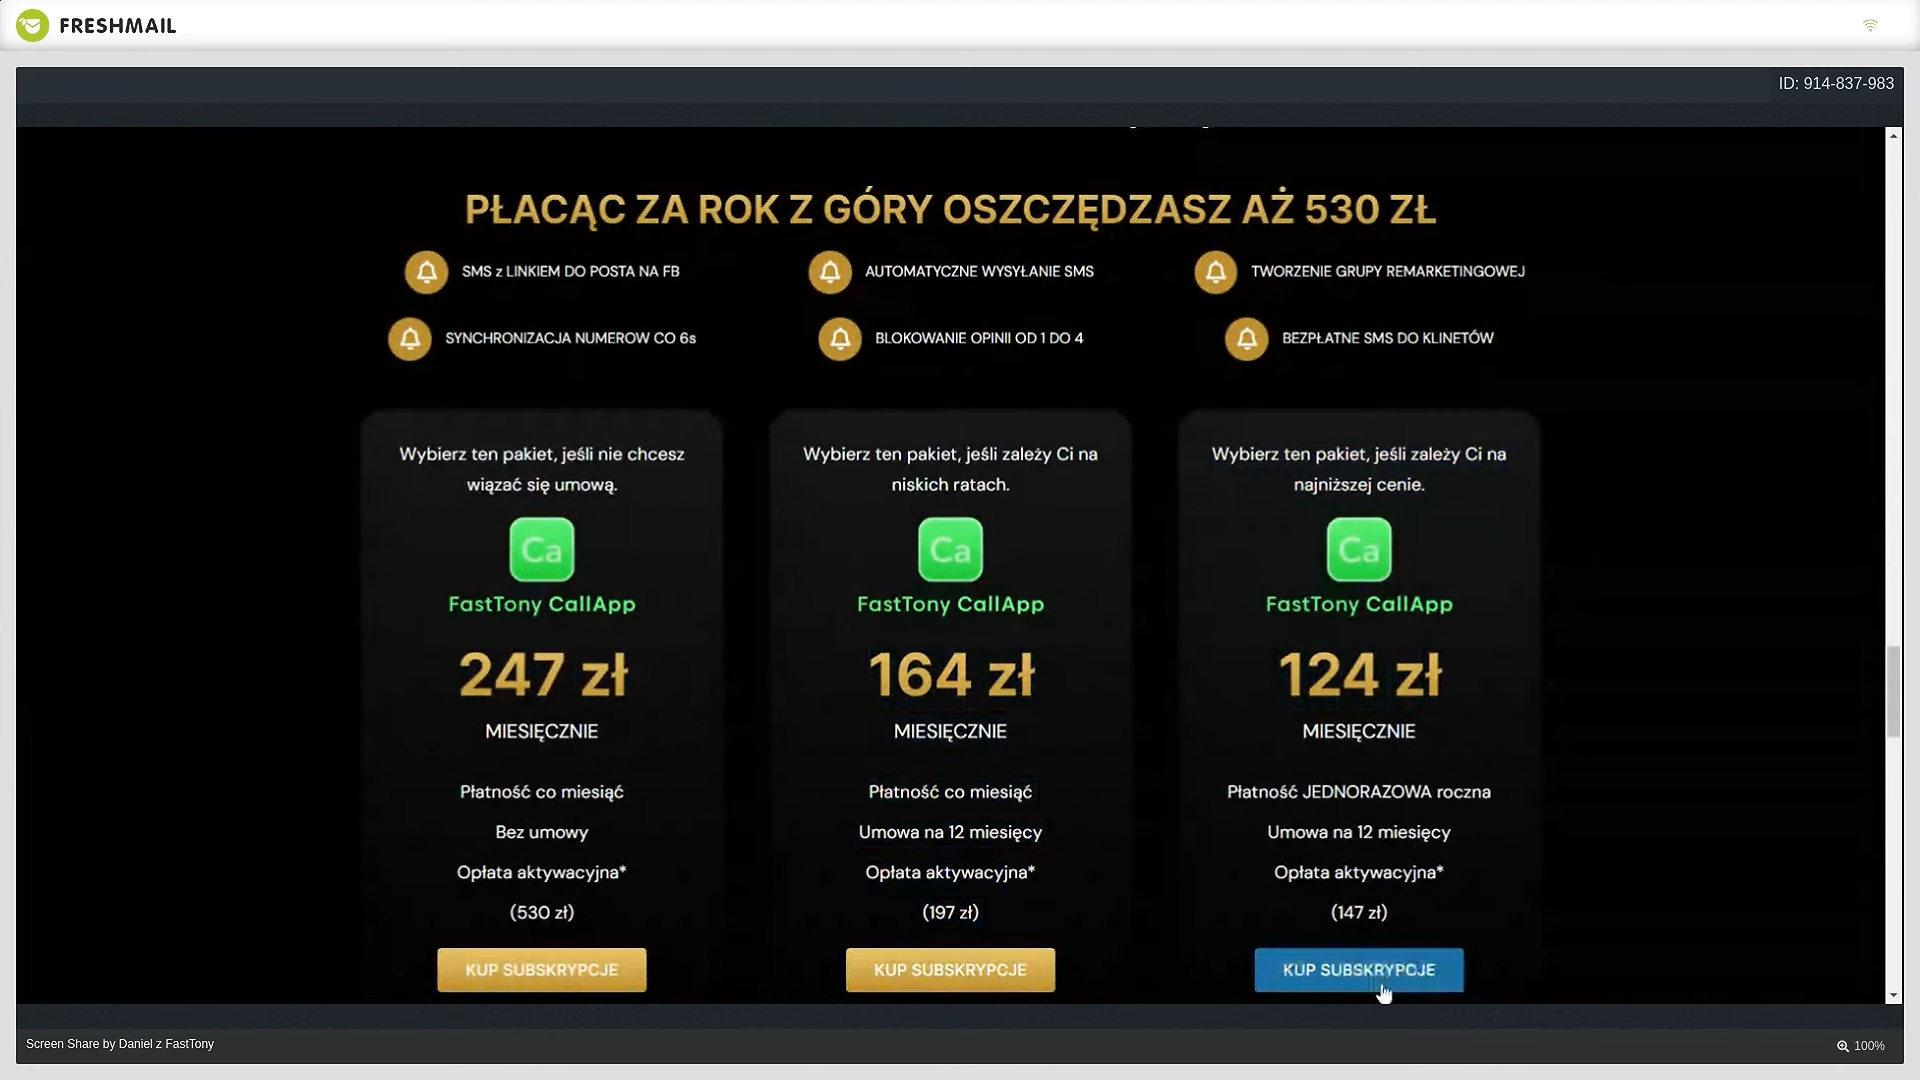 FRESHMAIL
ID: 914-837-983
PŁACĄC ZA ROK Z GÓRY OSZCZĘDZASZ AŻ 530 ZŁ
SMS z LINKIEM DO POSTA NA FB
AUTOMATYCZNE WYSYŁANIE SMS
TWORZENIE GRUPY REMARKETINGOWEJ
SYNCHRONIZACJA NUMEROW CO 6s
BLOKOWANIE OPINII OD 1 DO 4
BEZPŁATNE SMS DO KLINETÓW
Wybierz ten pakiet, jeśli nie chcesz
wiązać się umową.
Ca
FastTony CallApp
247 zł
MIESIĘCZNIE
Płatność co miesiąć
Bez umowy
Opłata aktywacyjna*
(530 zł)
KUP SUBSKRYPCJE
Wybierz ten pakiet, jeśli zależy Ci na
niskich ratach.
Ca
FastTony CallApp
164 zł
MIESIĘCZNIE
Płatność co miesiąć
Umowa na 12 miesięcy
Opłata aktywacyjna*
(197 zł)
KUP SUBSKRYPCJE
Wybierz ten pakiet, jeśli zależy Ci na
najniższej cenie.
Ca
FastTony CallApp
124 zł
MIESIĘCZNIE
Płatność JEDNORAZOWA roczna
Umowa na 12 miesięcy
Opłata aktywacyjna*
(147 zł)
KUP SUBSKRYPCJE
Screen Share by Daniel z FastTony
100%